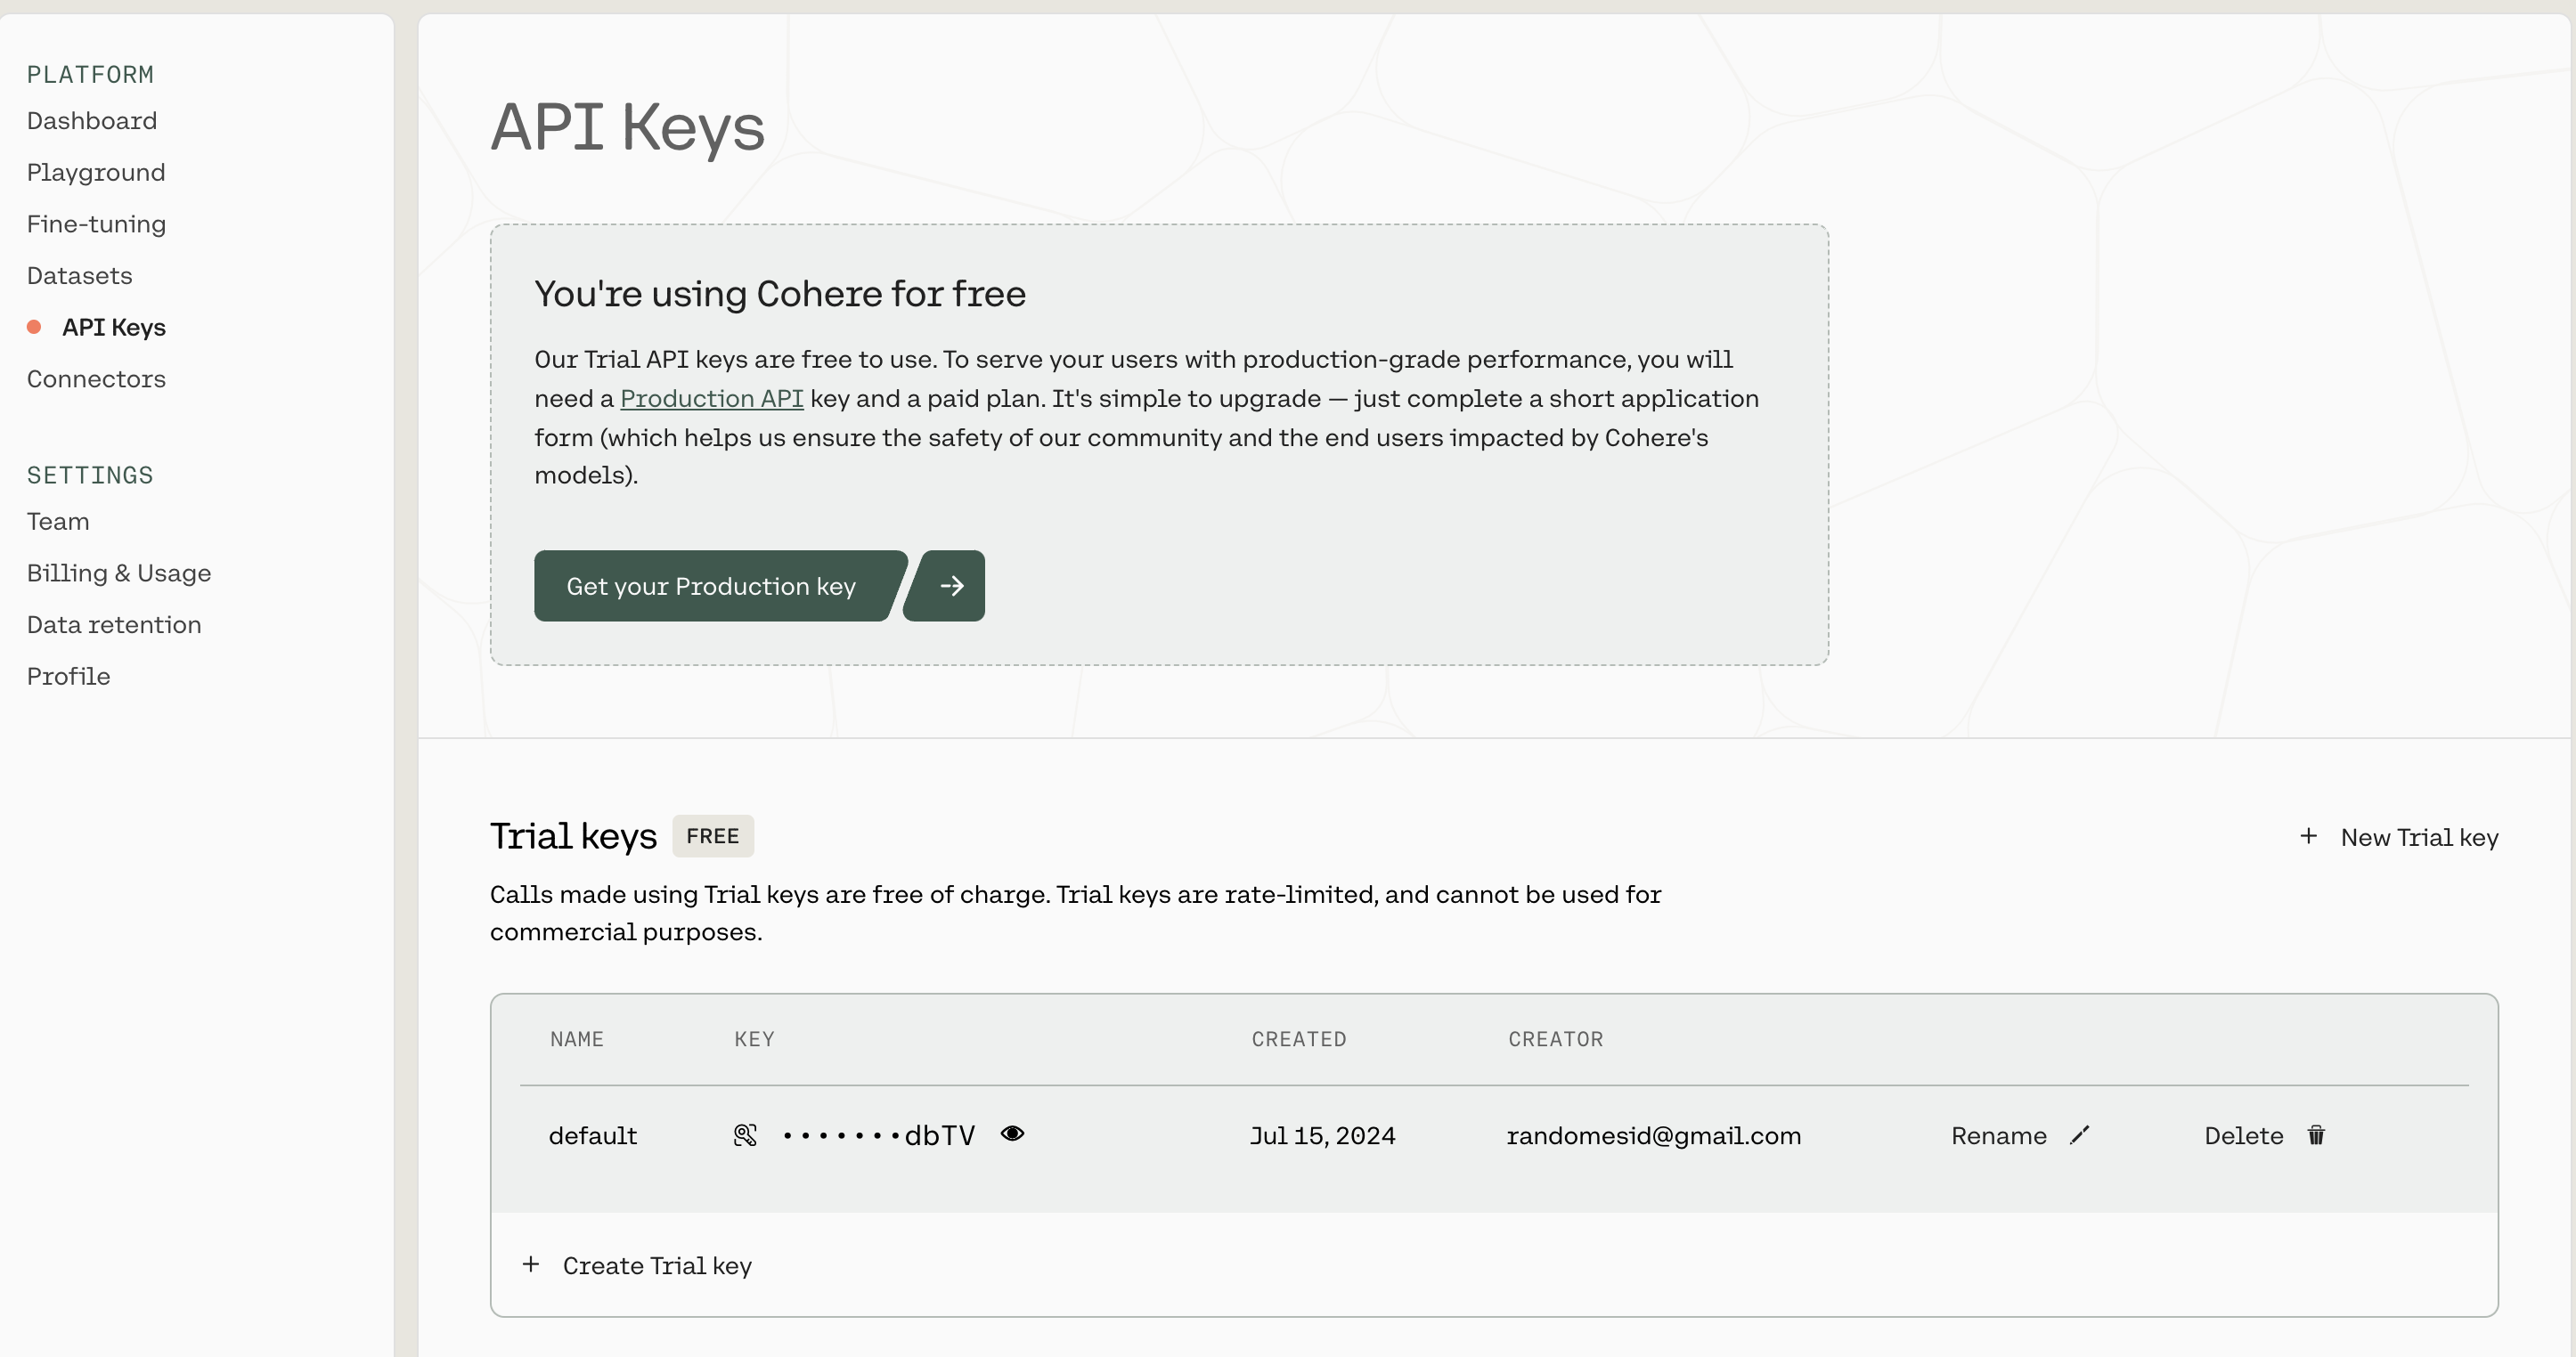 PLATFORM
Dashboard
Playground
Fine-tuning
Datasets
API Keys
Connectors
SETTINGS
Team
Billing & Usage
Data retention
Profile
API Keys
You're using Cohere for free
Our Trial API keys are free to use. To serve your users with production-grade performance, you will
need a Production API key and a paid plan. It's simple to upgrade — just complete a short application
form (which helps us ensure the safety of our community and the end users impacted by Cohere's
models).
Get your Production key
Trial keys FREE
+ New Trial key
Calls made using Trial keys are free of charge. Trial keys are rate-limited, and cannot be used for
commercial purposes.
NAME KEY CREATED CREATOR
default •••••••dbTV Jul 15, 2024 randomesid@gmail.com Rename Delete
+ Create Trial key